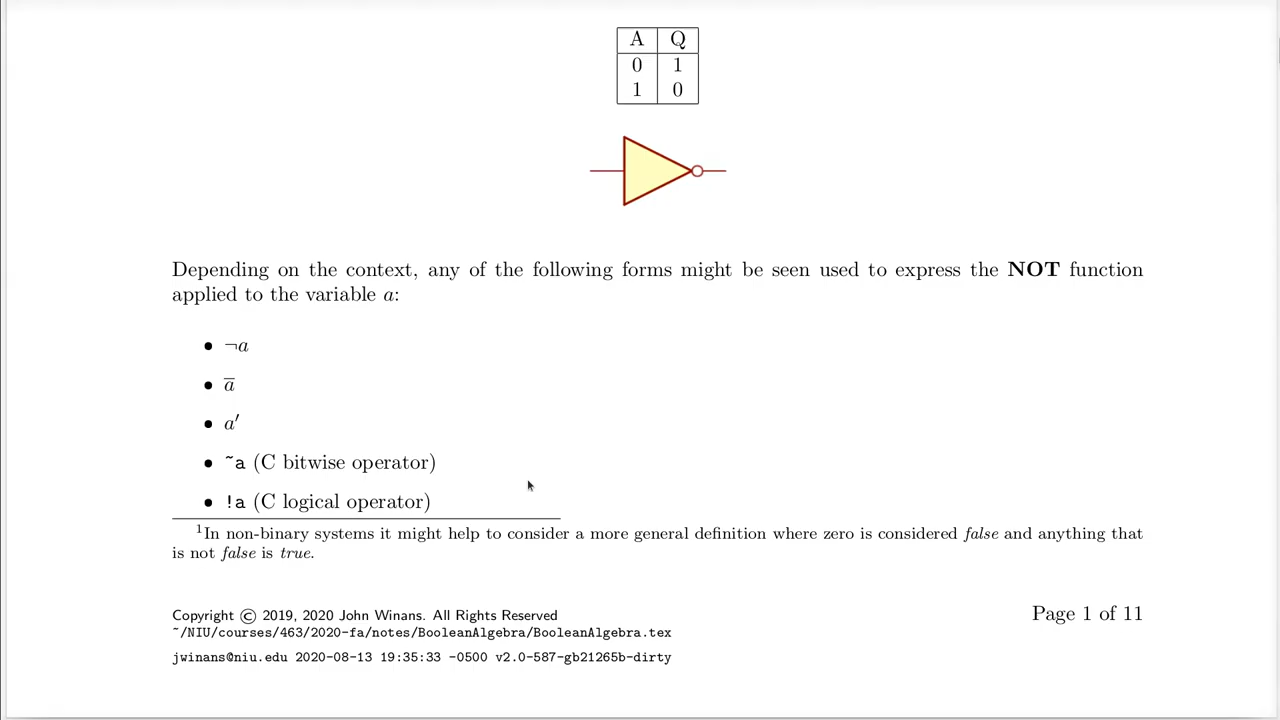 A Q
0 1
1 0
Depending on the context, any of the following forms might be seen used to express the NOT function
applied to the variable a:
• ¬a
• a̅
• a′
• ~a (C bitwise operator)
• !a (C logical operator)
¹In non-binary systems it might help to consider a more general definition where zero is considered false and anything that
is not false is true.
Copyright © 2019, 2020 John Winans. All Rights Reserved
~/NIU/courses/463/2020-fa/notes/BooleanAlgebra/BooleanAlgebra.tex
jwinans@niu.edu 2020-08-13 19:35:33 -0500 v2.0-587-gb21265b-dirty
Page 1 of 11